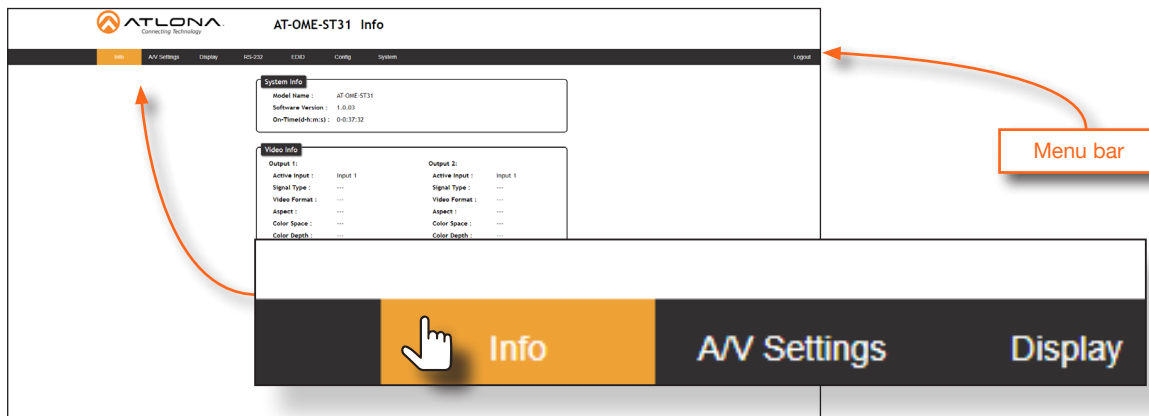 ATLONA.
Connecting Technology
AT-OME-ST31 Info
Info A/V Settings Display RS-232 EDID Config System Logout
System Info
Model Name : AT-OME-ST31
Software Version : 1.0.03
On-Time(d-h:m:s) : 0-0:37:32
Menu bar
Video Info
Output 1: Output 2:
Active Input : Input 1 Active Input : Input 1
Signal Type : --- Signal Type : ---
Video Format : --- Video Format : ---
Aspect : --- Aspect : ---
Color Space : --- Color Space : ---
Color Depth : --- Color Depth : ---
Info A/V Settings Display